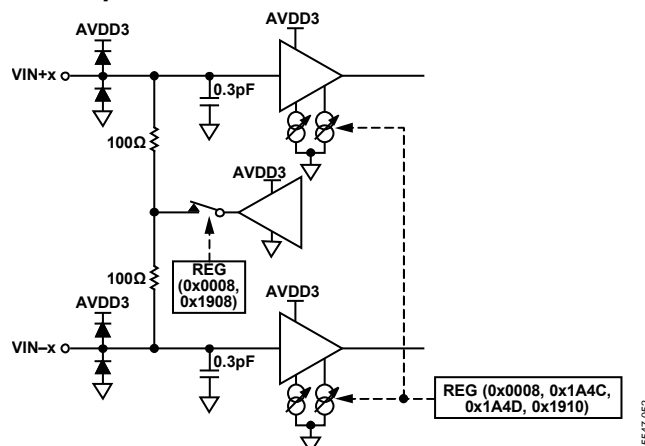 AVDD3
AVDD3
VIN+x
0.3pF
100Ω
AVDD3
REG
(0x0008,
0x1908)
100Ω
AVDD3
AVDD3
VIN–x
0.3pF
REG (0x0008, 0x1A4C,
0x1A4D, 0x1910)